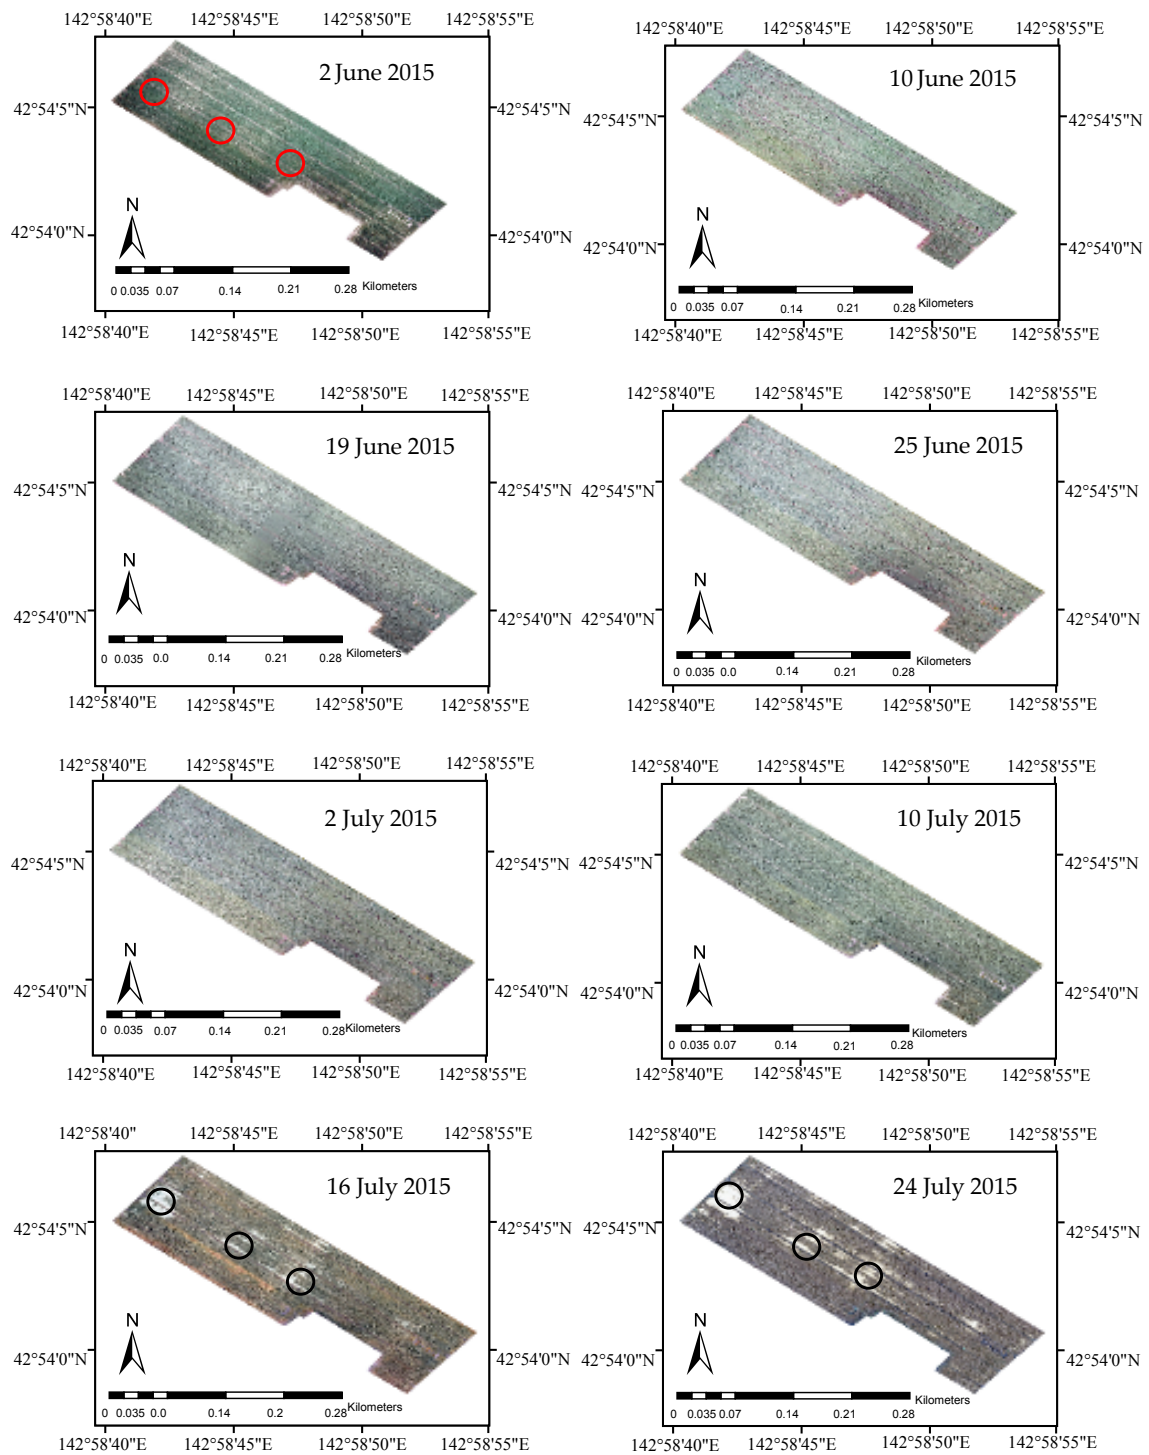 142°58'40"E 142°58'45"E 142°58'50"E 142°58'55"E
2 June 2015
42°54'5"N 42°54'5"N
N
42°54'0"N 42°54'0"N
0 0.035 0.07 0.14 0.21 0.28 Kilometers
142°58'40"E 142°58'45"E 142°58'50"E 142°58'55"E
142°58'40"E 142°58'45"E 142°58'50"E 142°58'55"E
10 June 2015
42°54'5"N 42°54'5"N
N
42°54'0"N 42°54'0"N
0 0.035 0.07 0.14 0.21 0.28 Kilometers
142°58'40"E 142°58'45"E 142°58'50"E 142°58'55"E
142°58'40"E 142°58'45"E 142°58'50"E 142°58'55"E
19 June 2015
42°54'5"N 42°54'5"N
N
42°54'0"N 42°54'0"N
0 0.035 0.0 0.14 0.21 0.28 Kilometers
142°58'40"E 142°58'45"E 142°58'50"E 142°58'55"E
142°58'40"E 142°58'45"E 142°58'50"E 142°58'55"E
25 June 2015
42°54'5"N 42°54'5"N
N
42°54'0"N 42°54'0"N
0 0.035 0.0 0.14 0.21 0.28 Kilometers
142°58'40"E 142°58'45"E 142°58'50"E 142°58'55"E
142°58'40"E 142°58'45"E 142°58'50"E 142°58'55"E
2 July 2015
42°54'5"N 42°54'5"N
N
42°54'0"N 42°54'0"N
0 0.035 0.07 0.14 0.21 0.28 Kilometers
142°58'40"E 142°58'45"E 142°58'50"E 142°58'55"E
142°58'40"E 142°58'45"E 142°58'50"E 142°58'55"E
10 July 2015
42°54'5"N 42°54'5"N
N
42°54'0"N 42°54'0"N
0 0.035 0.07 0.14 0.21 0.28 Kilometers
142°58'40"E 142°58'45"E 142°58'50"E 142°58'55"E
142°58'40" 142°58'45"E 142°58'50"E 142°58'55"E
16 July 2015
42°54'5"N 42°54'5"N
N
42°54'0"N 42°54'0"N
0 0.035 0.0 0.14 0.2 0.28 Kilometers
142°58'40"E 142°58'45"E 142°58'50"E 142°58'55"E
142°58'40"E 142°58'45"E 142°58'50"E 142°58'55"E
24 July 2015
42°54'5"N 42°54'5"N
N
42°54'0"N 42°54'0"N
0 0.035 0.07 0.14 0.21 0.28 Kilometers
142°58'40"E 142°58'45"E 142°58'50"E 142°58'55"E